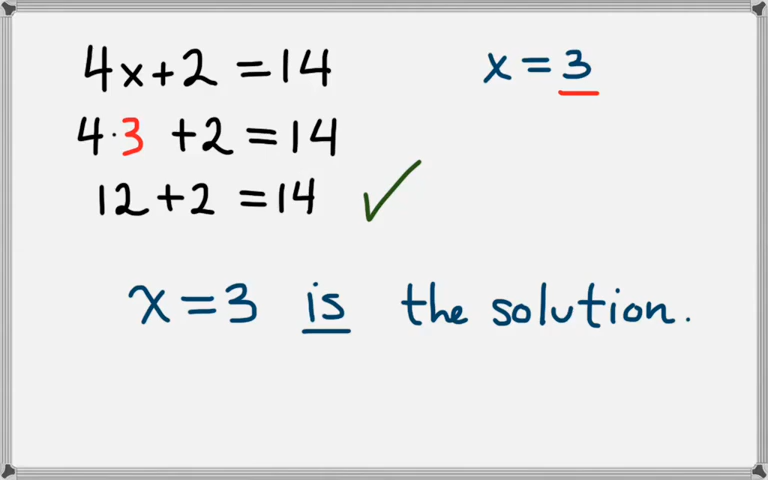 4x+2=14 x=3
4·3 +2=14
12+2=14 ✓
x=3 is the solution.